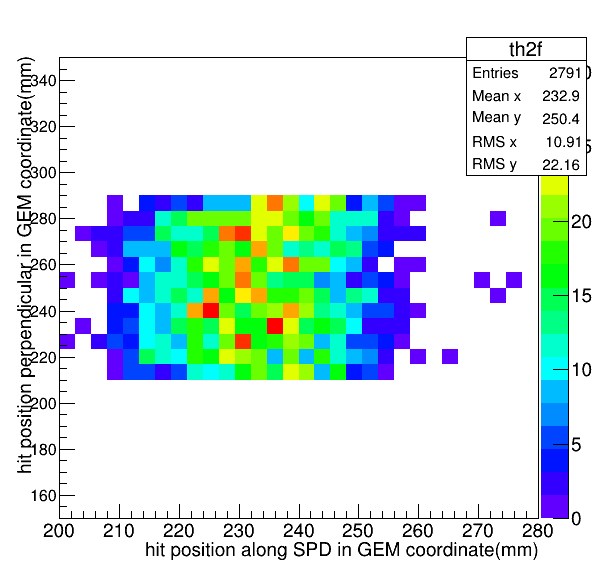 th2f
Entries 2791
Mean x 232.9
Mean y 250.4
RMS x 10.91
RMS y 22.16
hit position perpendicular in GEM coordinate(mm)
340
320
300
280
260
240
220
200
180
160
200 210 220 230 240 250 260 270 280
hit position along SPD in GEM coordinate(mm)
20
15
10
5
0